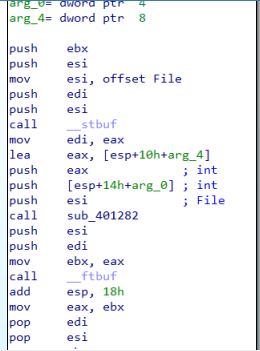 arg_0= dword ptr  4
arg_4= dword ptr  8
push    ebx
push    esi
mov     esi, offset File
push    edi
push    esi
call    __stbuf
mov     edi, eax
lea     eax, [esp+10h+arg_4]
push    eax             ; int
push    [esp+14h+arg_0] ; int
push    esi             ; File
call    sub_401282
push    esi
push    edi
mov     ebx, eax
call    __ftbuf
add     esp, 18h
mov     eax, ebx
pop     edi
pop     esi